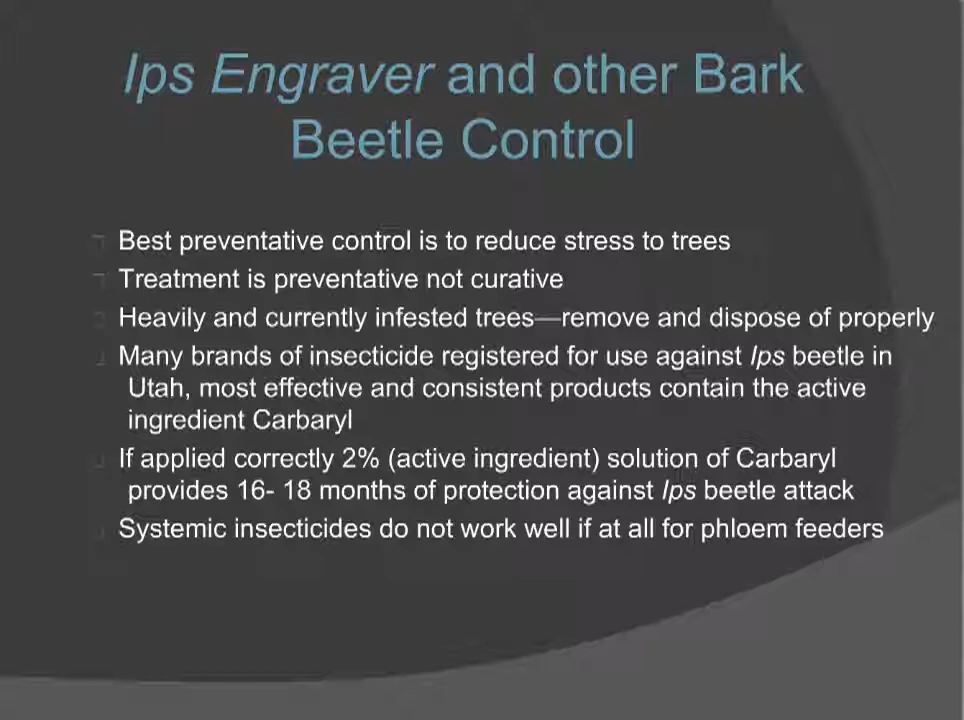 Ips Engraver and other Bark
Beetle Control
Best preventative control is to reduce stress to trees
Treatment is preventative not curative
Heavily and currently infested trees—remove and dispose of properly
Many brands of insecticide registered for use against Ips beetle in
Utah, most effective and consistent products contain the active
ingredient Carbaryl
If applied correctly 2% (active ingredient) solution of Carbaryl
provides 16- 18 months of protection against Ips beetle attack
Systemic insecticides do not work well if at all for phloem feeders